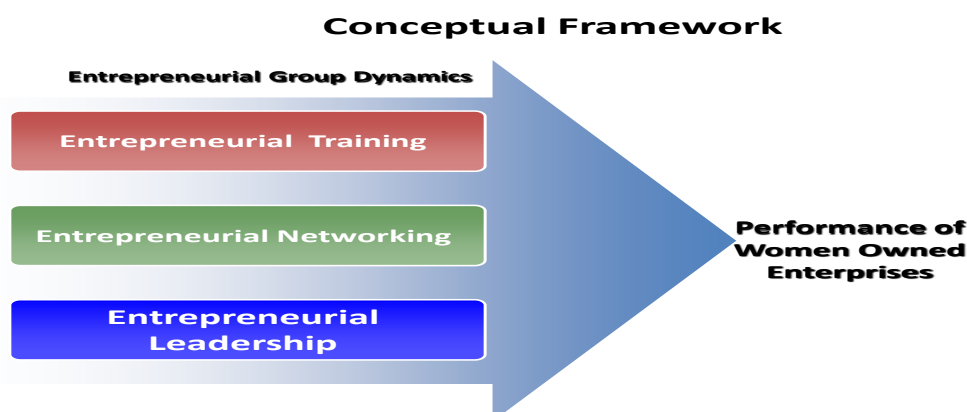 Conceptual Framework
Entrepreneurial Group Dynamics
Entrepreneurial Training
Entrepreneurial Networking
Entrepreneurial
Leadership
Performance of
Women Owned
Enterprises